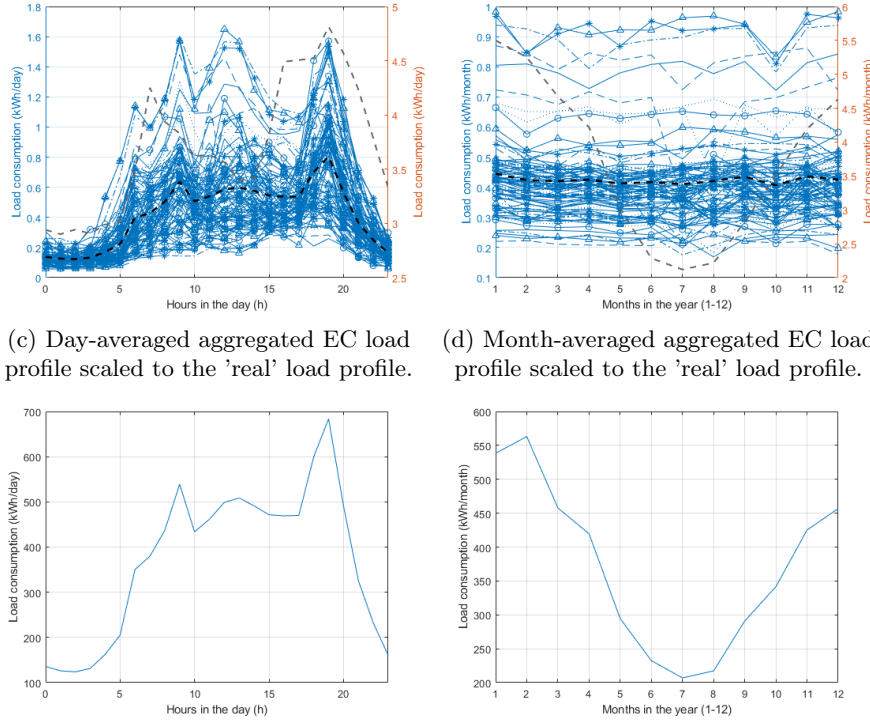 1.8
1.6
1.4
1.2
1
0.8
0.6
0.4
0.2
0
Load consumption (kWh/day)
5
4.5
4
3.5
3
2.5
Load consumption (kWh/day)
0 5 10 15 20
Hours in the day (h)
1
0.9
0.8
0.7
0.6
0.5
0.4
0.3
0.2
0.1
Load consumption (kWh/month)
6
5.5
5
4.5
4
3.5
3
2.5
2
Load consumption (kWh/month)
1 2 3 4 5 6 7 8 9 10 11 12
Months in the year (1-12)
(c) Day-averaged aggregated EC load
profile scaled to the 'real' load profile.
(d) Month-averaged aggregated EC load
profile scaled to the 'real' load profile.
700
600
500
400
300
200
100
Load consumption (kWh/day)
0 5 10 15 20
Hours in the day (h)
600
550
500
450
400
350
300
250
200
Load consumption (kWh/month)
1 2 3 4 5 6 7 8 9 10 11 12
Months in the year (1-12)